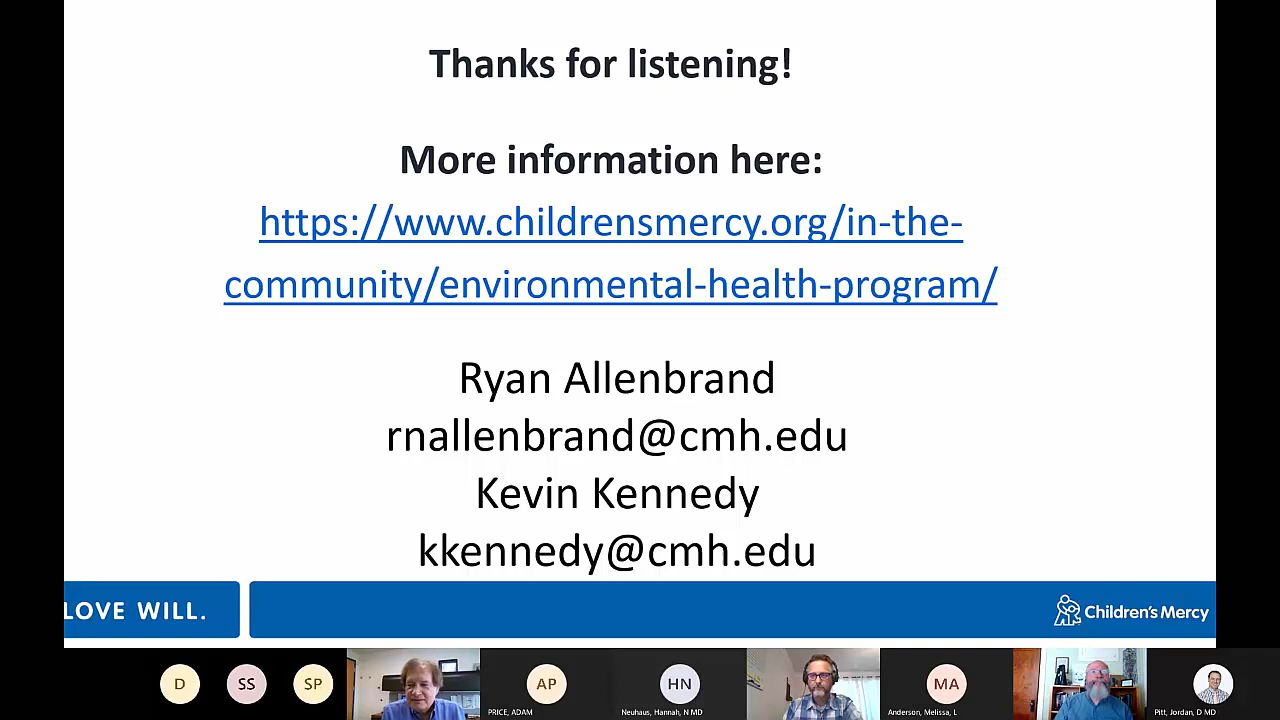 Thanks for listening!
More information here:
https://www.childrensmercy.org/in-the-
community/environmental-health-program/
Ryan Allenbrand
rnallenbrand@cmh.edu
Kevin Kennedy
kkennedy@cmh.edu
LOVE WILL.
Children's Mercy
D
SS
SP
AP
HN
MA
PRICE, ADAM
Neuhaus, Hannah, N MD
Anderson, Melissa, L
Pitt, Jordan, D MD